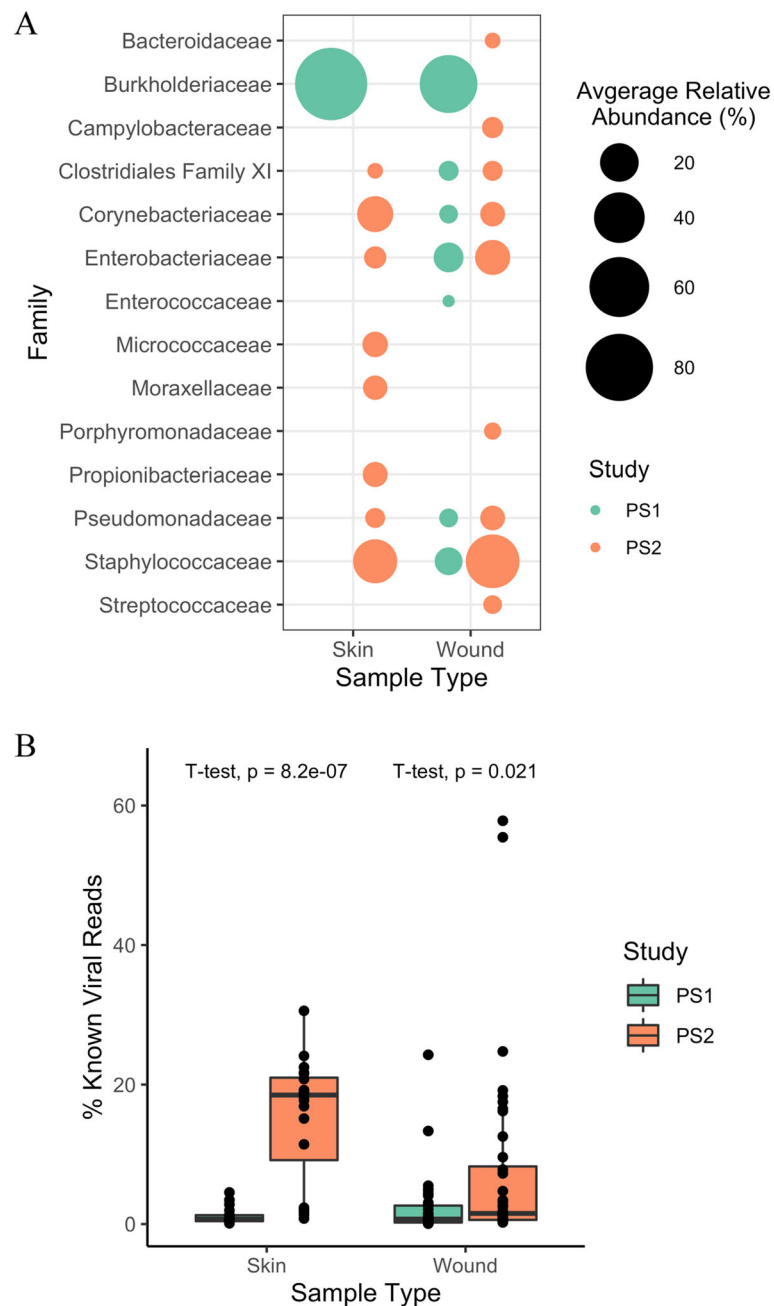 A
Bacteroidaceae
Burkholderiaceae
Campylobacteraceae
Clostridiales Family XI
Corynebacteriaceae
Enterobacteriaceae
Enterococcaceae
Micrococcaceae
Moraxellaceae
Porphyromonadaceae
Propionibacteriaceae
Pseudomonadaceae
Staphylococcaceae
Streptococcaceae
Family
Skin
Wound
Sample Type
Avgerage Relative
Abundance (%)
20
40
60
80
Study
PS1
PS2
B
T-test, p = 8.2e-07
T-test, p = 0.021
60
40
20
0
% Known Viral Reads
Skin
Wound
Sample Type
Study
PS1
PS2